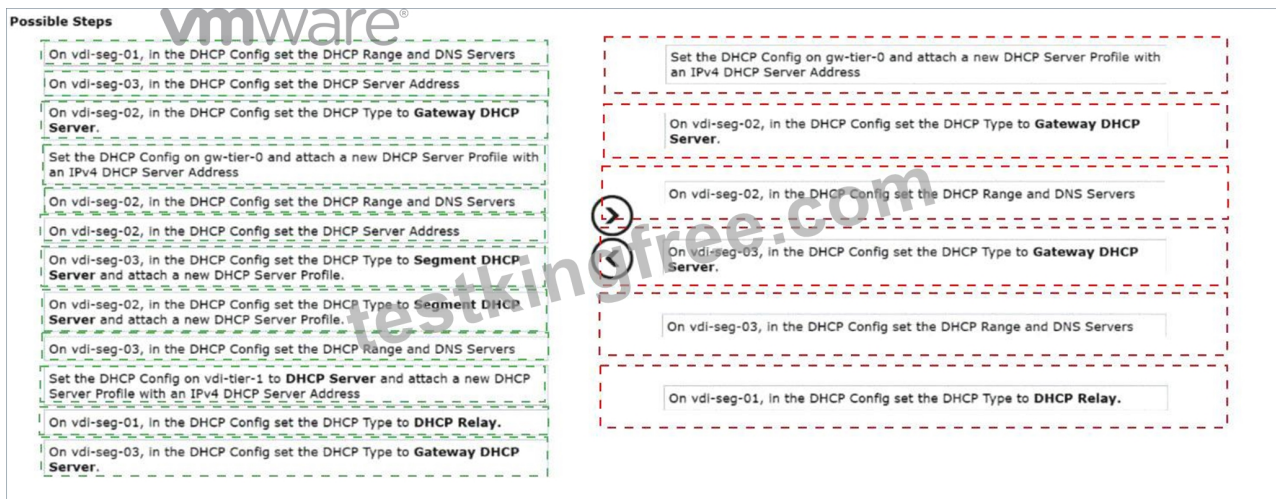 Possible Steps
vmware®
On vdi-seg-01, in the DHCP Config set the DHCP Range and DNS Servers
On vdi-seg-03, in the DHCP Config set the DHCP Server Address
On vdi-seg-02, in the DHCP Config set the DHCP Type to Gateway DHCP
Server.
Set the DHCP Config on gw-tier-0 and attach a new DHCP Server Profile with
an IPv4 DHCP Server Address
On vdi-seg-02, in the DHCP Config set the DHCP Range and DNS Servers
On vdi-seg-02, in the DHCP Config set the DHCP Server Address
On vdi-seg-03, in the DHCP Config set the DHCP Type to Segment DHCP
Server and attach a new DHCP Server Profile.
On vdi-seg-02, in the DHCP Config set the DHCP Type to Segment DHCP
Server and attach a new DHCP Server Profile.
On vdi-seg-03, in the DHCP Config set the DHCP Range and DNS Servers
Set the DHCP Config on vdi-tier-1 to DHCP Server and attach a new DHCP
Server Profile with an IPv4 DHCP Server Address
On vdi-seg-01, in the DHCP Config set the DHCP Type to DHCP Relay.
On vdi-seg-03, in the DHCP Config set the DHCP Type to Gateway DHCP
Server.
Set the DHCP Config on gw-tier-0 and attach a new DHCP Server Profile with
an IPv4 DHCP Server Address
On vdi-seg-02, in the DHCP Config set the DHCP Type to Gateway DHCP
Server.
On vdi-seg-02, in the DHCP Config set the DHCP Range and DNS Servers
On vdi-seg-03, in the DHCP Config set the DHCP Type to Gateway DHCP
Server.
On vdi-seg-03, in the DHCP Config set the DHCP Range and DNS Servers
On vdi-seg-01, in the DHCP Config set the DHCP Type to DHCP Relay.
testkingfree.com